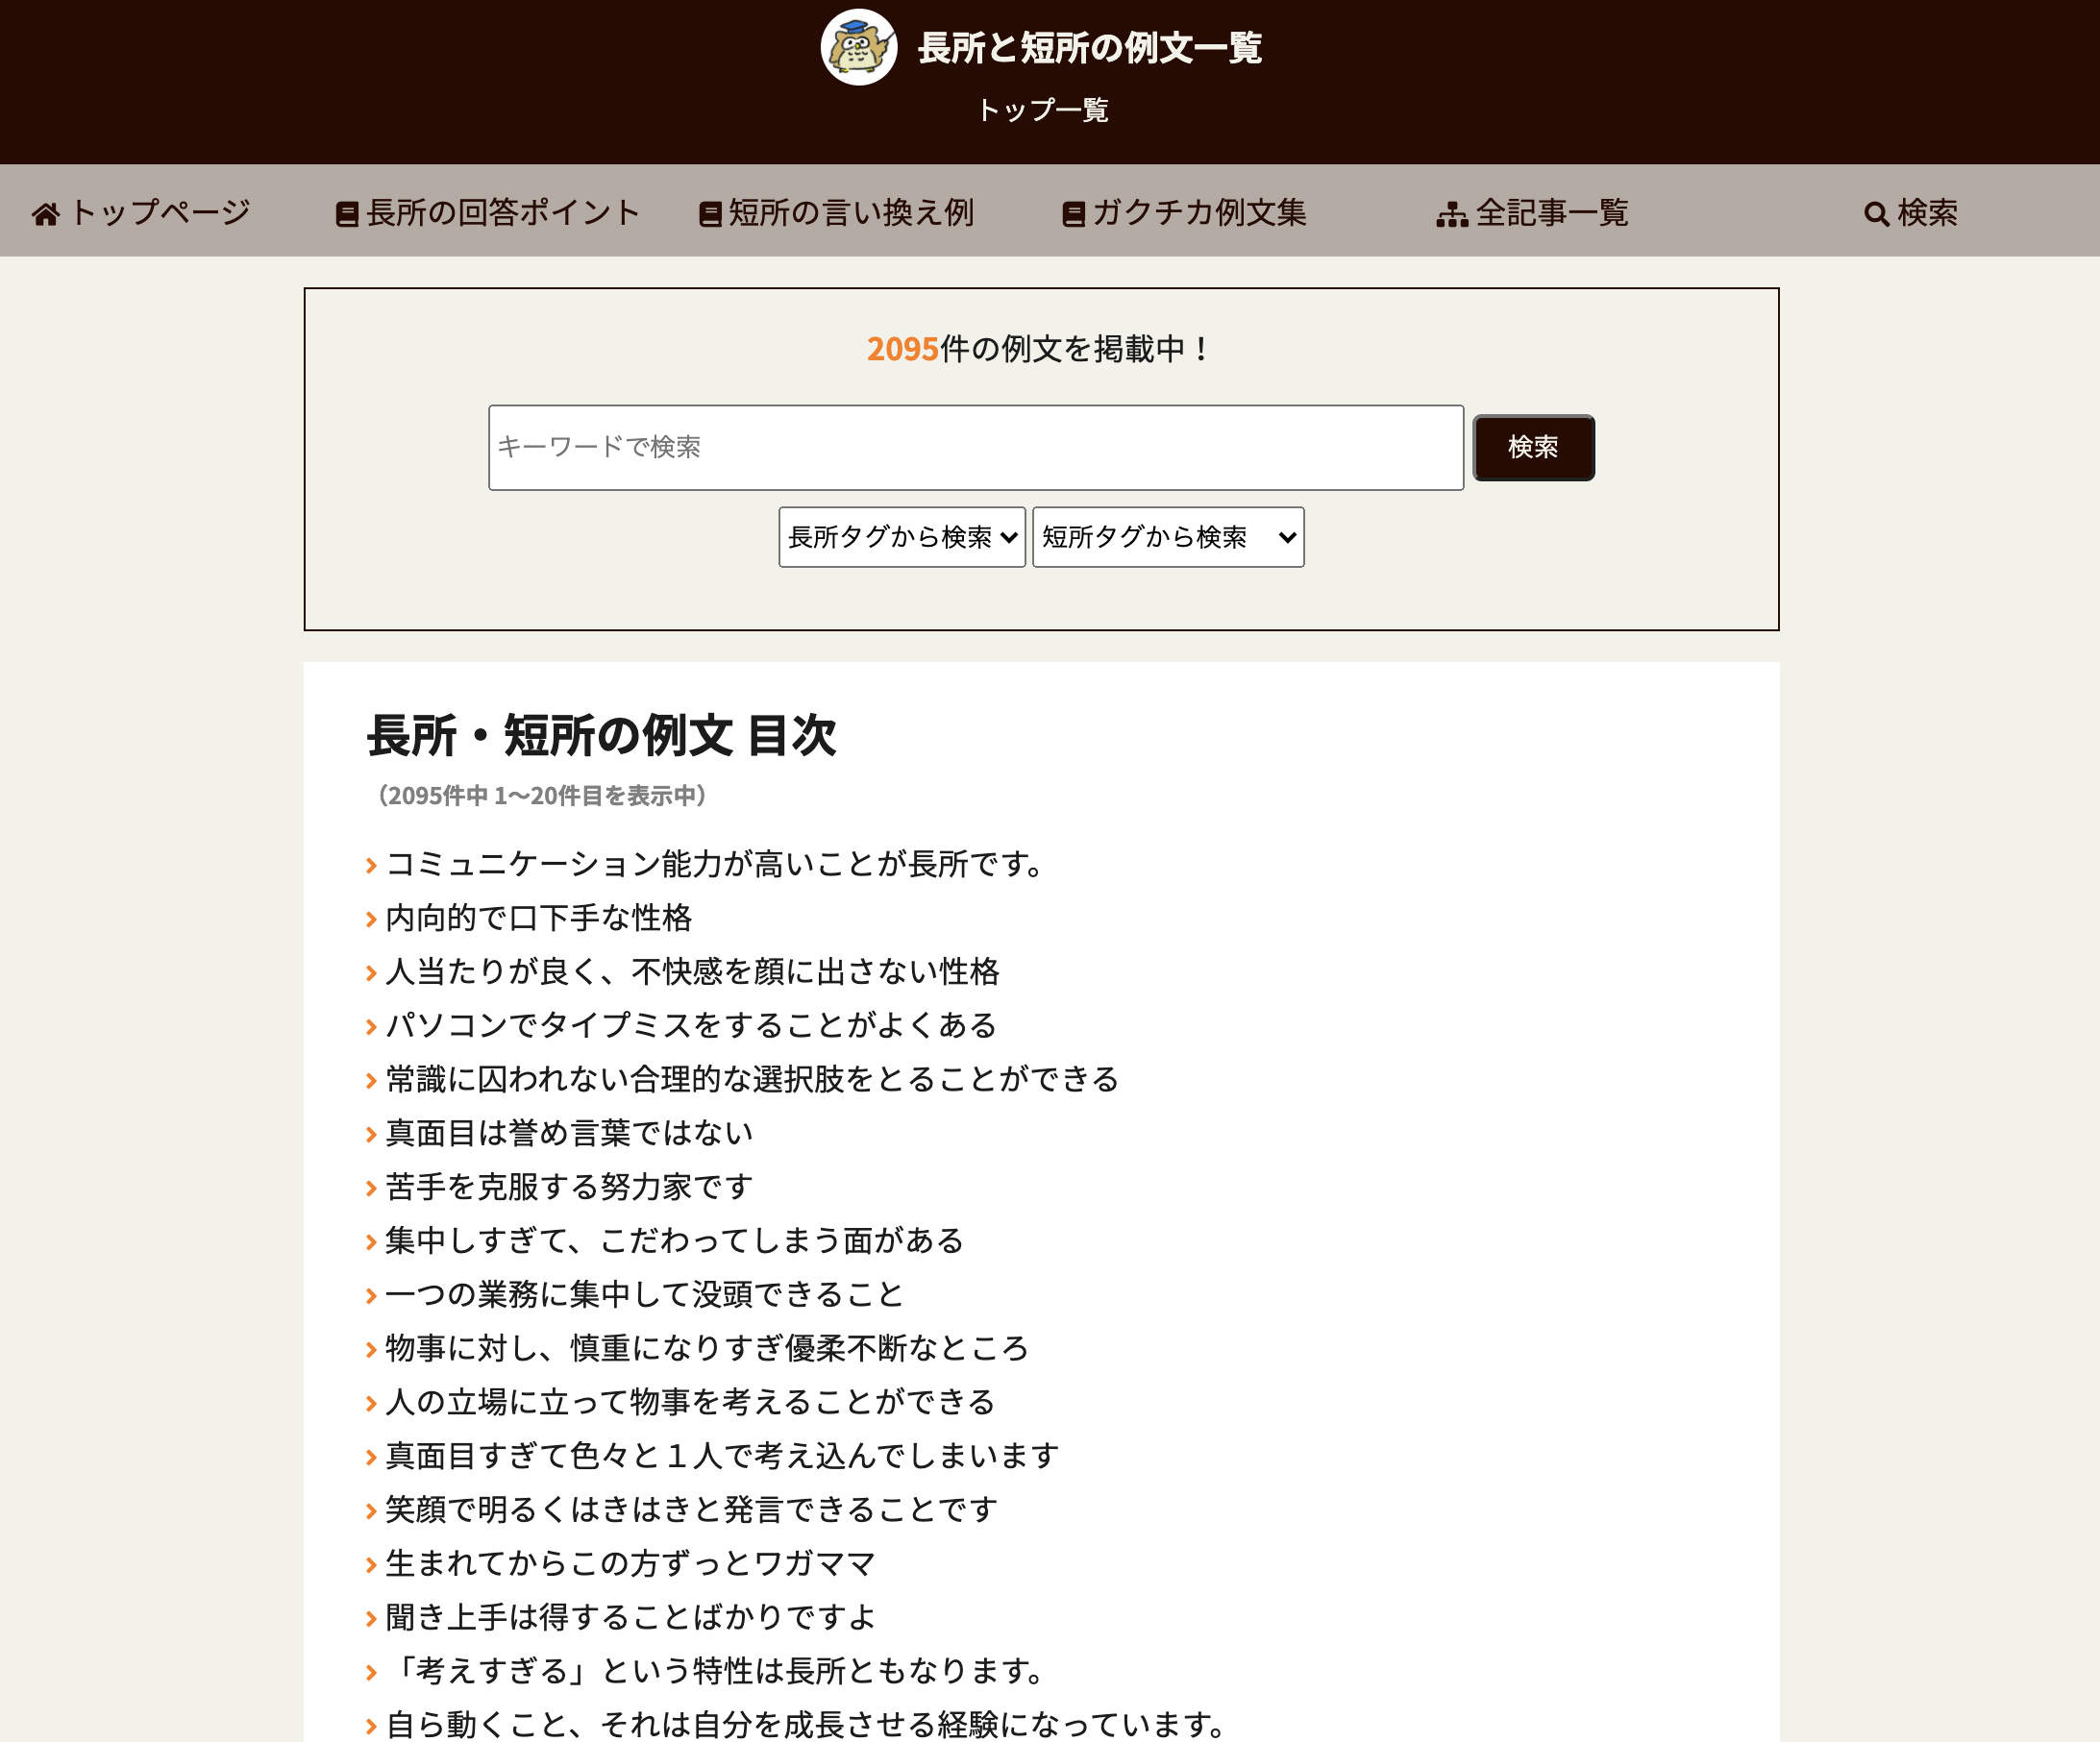 長所と短所の例文一覧
トップ一覧
トップページ 長所の回答ポイント 短所の言い換え例 ガクチカ例文集 全記事一覧 検索
2095件の例文を掲載中！
キーワードで検索 検索
長所タグから検索 短所タグから検索
長所・短所の例文 目次
（2095件中 1〜20件目を表示中）
コミュニケーション能力が高いことが長所です。
内向的で口下手な性格
人当たりが良く、不快感を顔に出さない性格
パソコンでタイプミスをすることがよくある
常識に囚われない合理的な選択肢をとることができる
真面目は誉め言葉ではない
苦手を克服する努力家です
集中しすぎて、こだわってしまう面がある
一つの業務に集中して没頭できること
物事に対し、慎重になりすぎ優柔不断なところ
人の立場に立って物事を考えることができる
真面目すぎて色々と１人で考え込んでしまいます
笑顔で明るくはきはきと発言できることです
生まれてからこの方ずっとワガママ
聞き上手は得することばかりですよ
「考えすぎる」という特性は長所ともなります。
自ら動くこと、それは自分を成長させる経験になっています。